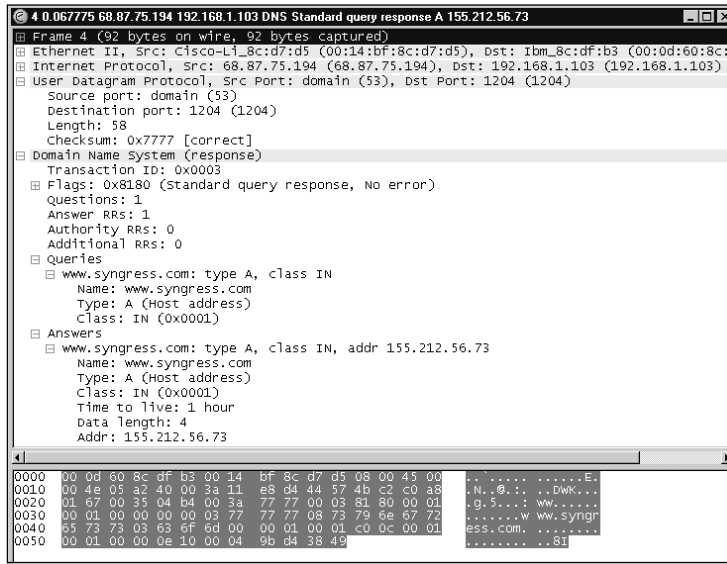 4 0.067775 68.87.75.194 192.168.1.103 DNS Standard query response A 155.212.56.73
Frame 4 (92 bytes on wire, 92 bytes captured)
Ethernet II, Src: Cisco-Li_8c:d7:d5 (00:14:bf:8c:d7:d5), Dst: Ibm_8c:df:b3 (00:0d:60:8c:
Internet Protocol, Src: 68.87.75.194 (68.87.75.194), Dst: 192.168.1.103 (192.168.1.103)
User Datagram Protocol, Src Port: domain (53), Dst Port: 1204 (1204)
Source port: domain (53)
Destination port: 1204 (1204)
Length: 58
Checksum: 0x7777 [correct]
Domain Name System (response)
Transaction ID: 0x0003
Flags: 0x8180 (Standard query response, No error)
Questions: 1
Answer RRs: 1
Authority RRs: 0
Additional RRs: 0
Queries
www.syngress.com: type A, class IN
Name: www.syngress.com
Type: A (Host address)
Class: IN (0x0001)
Answers
www.syngress.com: type A, class IN, addr 155.212.56.73
Name: www.syngress.com
Type: A (Host address)
Class: IN (0x0001)
Time to live: 1 hour
Data length: 4
Addr: 155.212.56.73
0000 00 0d 60 8c df b3 00 14 bf 8c d7 d5 08 00 45 00 ..`..... ......E.
0010 00 4e 05 a2 40 00 3a 11 e8 d4 44 57 4b c2 c0 a8 .N..@.:. ..DWK...
0020 01 67 00 35 04 b4 00 3a 77 77 00 03 81 80 00 01 .g.5...: ww......
0030 00 01 00 00 00 00 03 77 77 77 08 73 79 6e 67 72 .......w ww.syngr
0040 65 73 73 03 63 6f 6d 00 00 01 00 01 c0 0c 00 01 ess.com. ........
0050 00 01 00 00 0e 10 00 04 9b d4 38 49 ........ ..8I